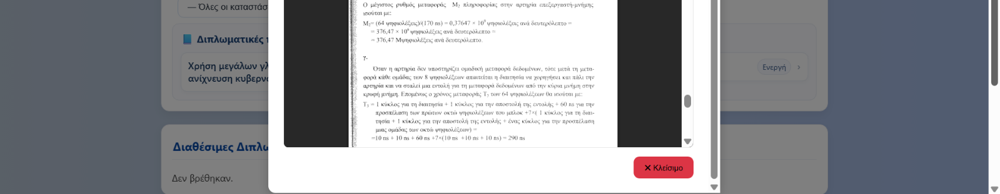 — Όλες οι καταστάσ
Διπλωματικές
Χρήση μεγάλων γλ
ανίχνευση κυβερνο
Ενεργή
Διαθέσιμες Διπλω
Δεν βρέθηκαν.
Ο μέγιστος ρυθμός μεταφοράς M₂ πληροφορίας στην αρτηρία επεξεργαστή-μνήμης
ισούται με:
M₂= (64 ψηφιολέξεις)/(170 ns) = 0,37647 × 10⁹ ψηφιολέξεις ανά δευτερόλεπτο =
= 376,47 × 10⁶ ψηφιολέξεις ανά δευτερόλεπτο =
= 376,47 Μψηφιολέξεις ανά δευτερόλεπτο.
γ.
Όταν η αρτηρία δεν υποστηρίζει ομαδική μεταφορά δεδομένων, τότε μετά τη μετα-
φορά κάθε ομάδας των 8 ψηφιολέξεων απαιτείται η διαιτησία να χορηγήσει και πάλι την
αρτηρία και να σταλεί μια εντολή για τη μεταφορά δεδομένων από την κύρια μνήμη στην
κρυφή μνήμη. Επομένως ο χρόνος μεταφοράς T₃ των 64 ψηφιολέξεων θα ισούται με:
T₃ = 1 κύκλος για τη διαιτησία + 1 κύκλος για την αποστολή της εντολής + 60 ns για την
προσπέλαση των πρώτων οκτώ ψηφιολέξεων του μπλοκ +7×( 1 κύκλος για τη διαι-
τησία + 1 κύκλος για την αποστολή της εντολής + ένας κύκλος για την προσπέλαση
μιας ομάδας των οκτώ ψηφιολέξεων) =
=10 ns + 10 ns + 60 ns +7×(10 ns +10 ns + 10 ns) = 290 ns
× Κλείσιμο